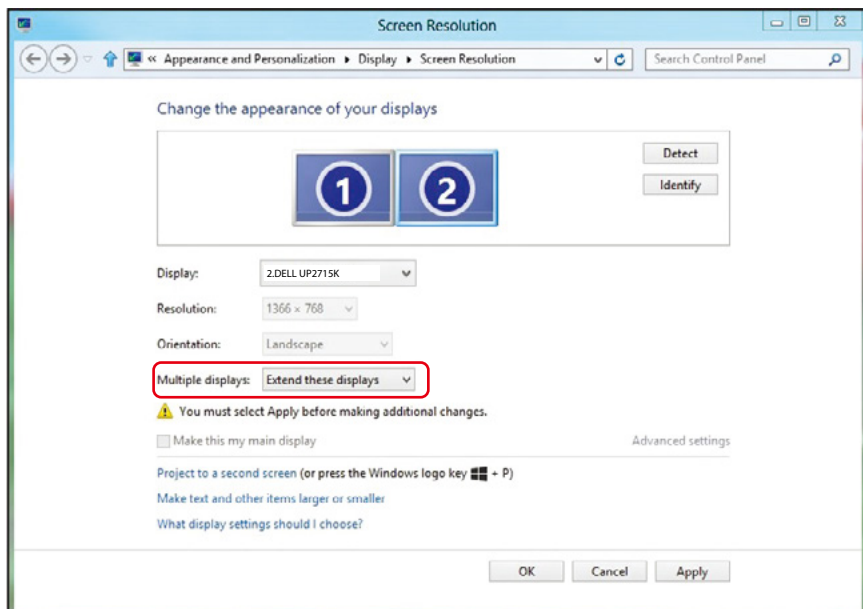 Screen Resolution
« Appearance and Personalization ▸ Display ▸ Screen Resolution
Search Control Panel
Change the appearance of your displays
1 2
Detect
Identify
Display: 2.DELL UP2715K
Resolution: 1366 × 768
Orientation: Landscape
Multiple displays: Extend these displays
You must select Apply before making additional changes.
Make this my main display Advanced settings
Project to a second screen (or press the Windows logo key + P)
Make text and other items larger or smaller
What display settings should I choose?
OK Cancel Apply